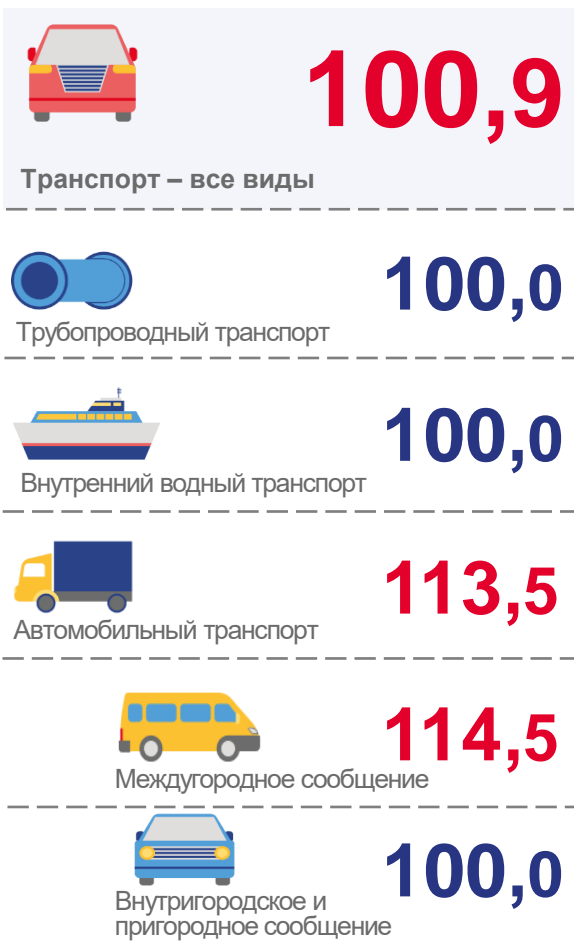 100,9
Транспорт – все виды
100,0
Трубопроводный транспорт
100,0
Внутренний водный транспорт
113,5
Автомобильный транспорт
114,5
Междугородное сообщение
100,0
Внутригородское и
пригородное сообщение